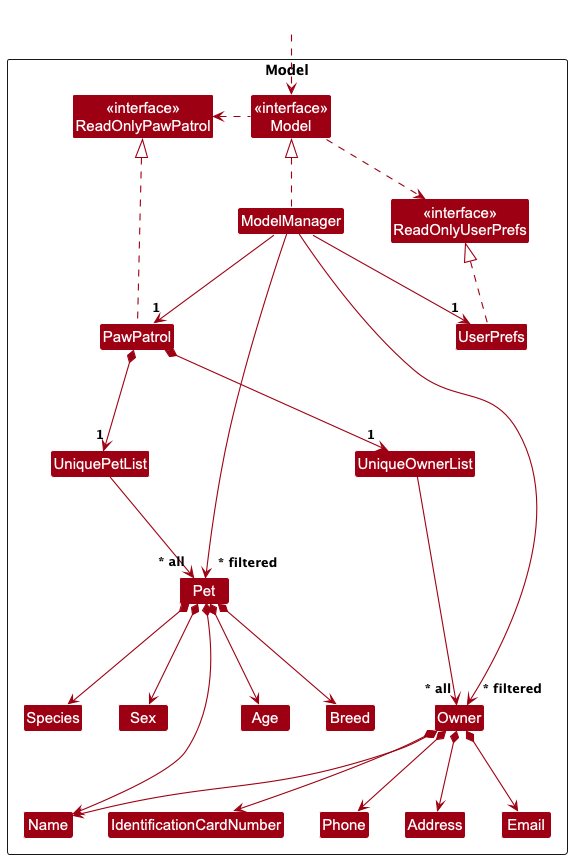 Model
«interface»
ReadOnlyPawPatrol
«interface»
Model
ModelManager
«interface»
ReadOnlyUserPrefs
1
1
PawPatrol
UserPrefs
1
1
UniquePetList
UniqueOwnerList
* all
* filtered
Pet
* all
* filtered
Species
Sex
Age
Breed
Owner
Name
IdentificationCardNumber
Phone
Address
Email